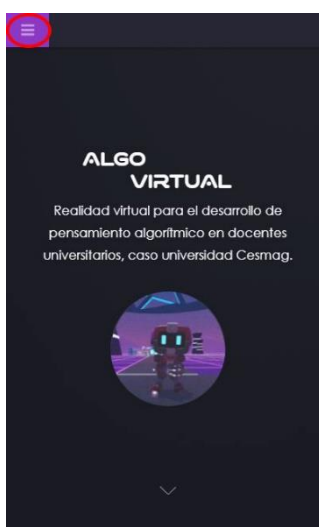 ALGO
VIRTUAL
Realidad virtual para el desarrollo de
pensamiento algorítmico en docentes
universitarios, caso universidad Cesmag.